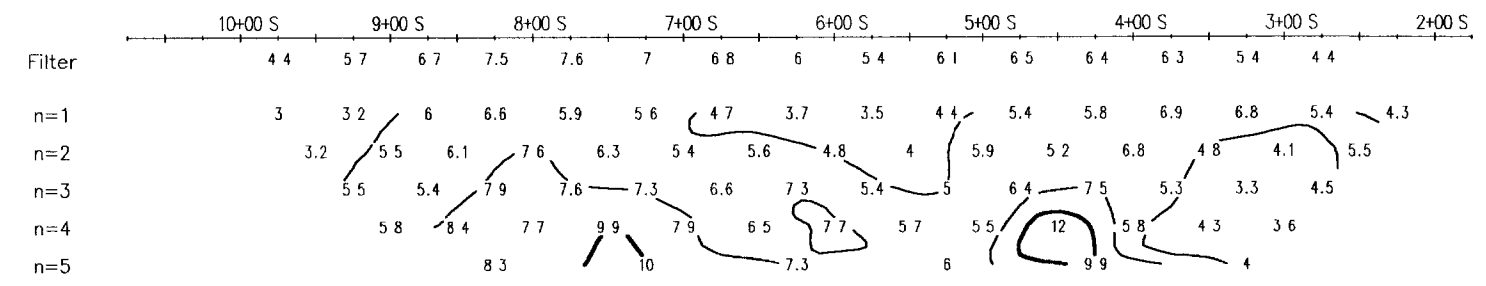 10+00 S 9+00 S 8+00 S 7+00 S 6+00 S 5+00 S 4+00 S 3+00 S 2+00 S
Filter 4 4 5 7 6 7 7.5 7.6 7 6 8 6 5 4 6 1 6 5 6 4 6 3 5 4 4 4
n=1 3 3 2 6 6.6 5.9 5 6 4 7 3.7 3.5 4 4 5.4 5.8 6.9 6.8 5.4 4.3
n=2 3.2 5 5 6.1 7 6 6.3 5 4 5.6 4.8 4 5.9 5 2 6.8 4 8 4.1 5.5
n=3 5 5 5.4 7 9 7.6 7.3 6.6 7 3 5.4 5 6 4 7 5 5.3 3.3 4.5
n=4 5 8 8 4 7 7 9 9 7 9 6 5 7 7 5 7 5 5 12 5 8 4 3 3 6
n=5 8 3 10 7.3 6 9 9 4